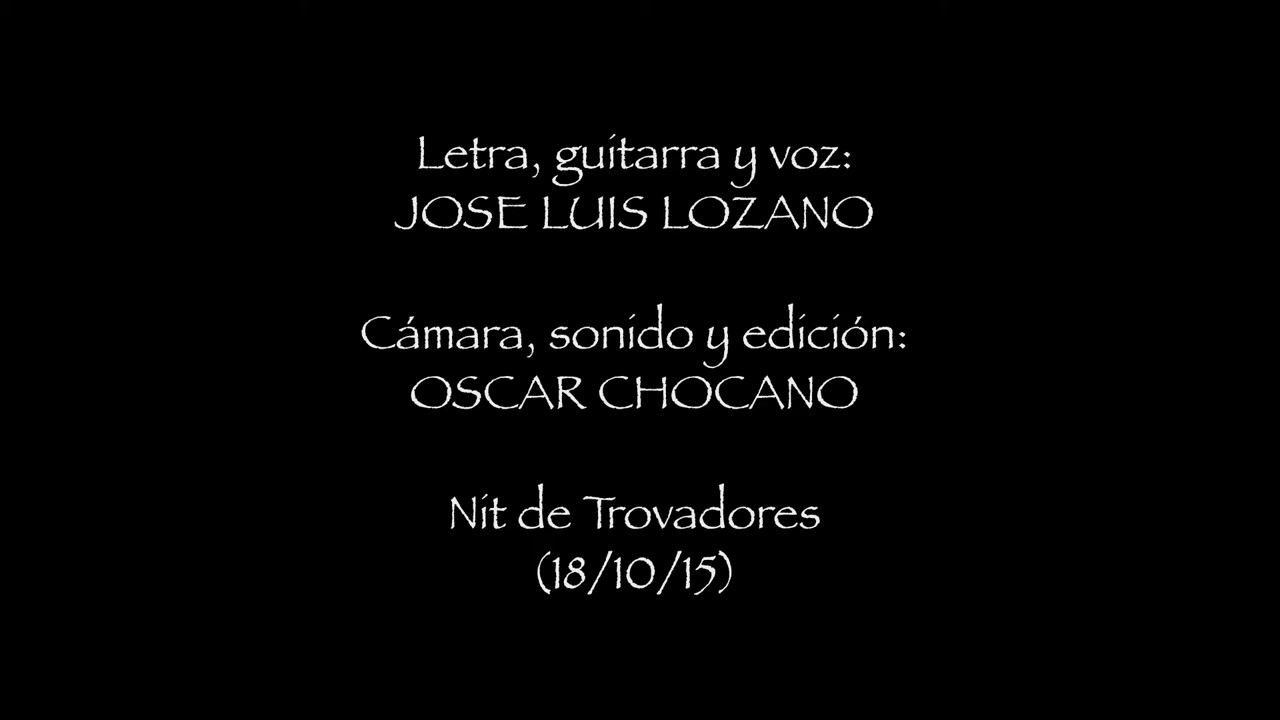 Letra, guitarra y voz:
JOSE LUIS LOZANO
Cámara, sonido y edición:
OSCAR CHOCANO
Nit de Trovadores
(18/10/15)